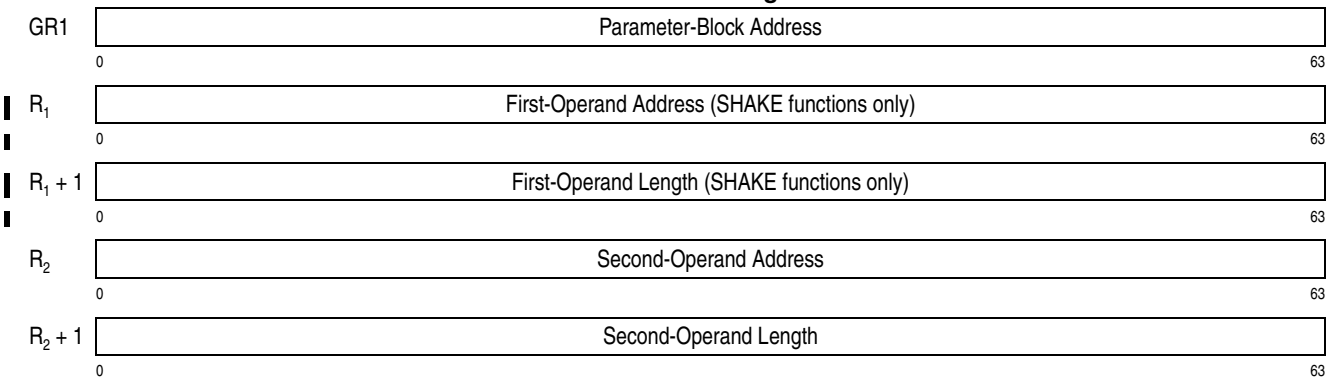 GR1 Parameter-Block Address
0 63
R₁ First-Operand Address (SHAKE functions only)
0 63
R₁ + 1 First-Operand Length (SHAKE functions only)
0 63
R₂ Second-Operand Address
0 63
R₂ + 1 Second-Operand Length
0 63